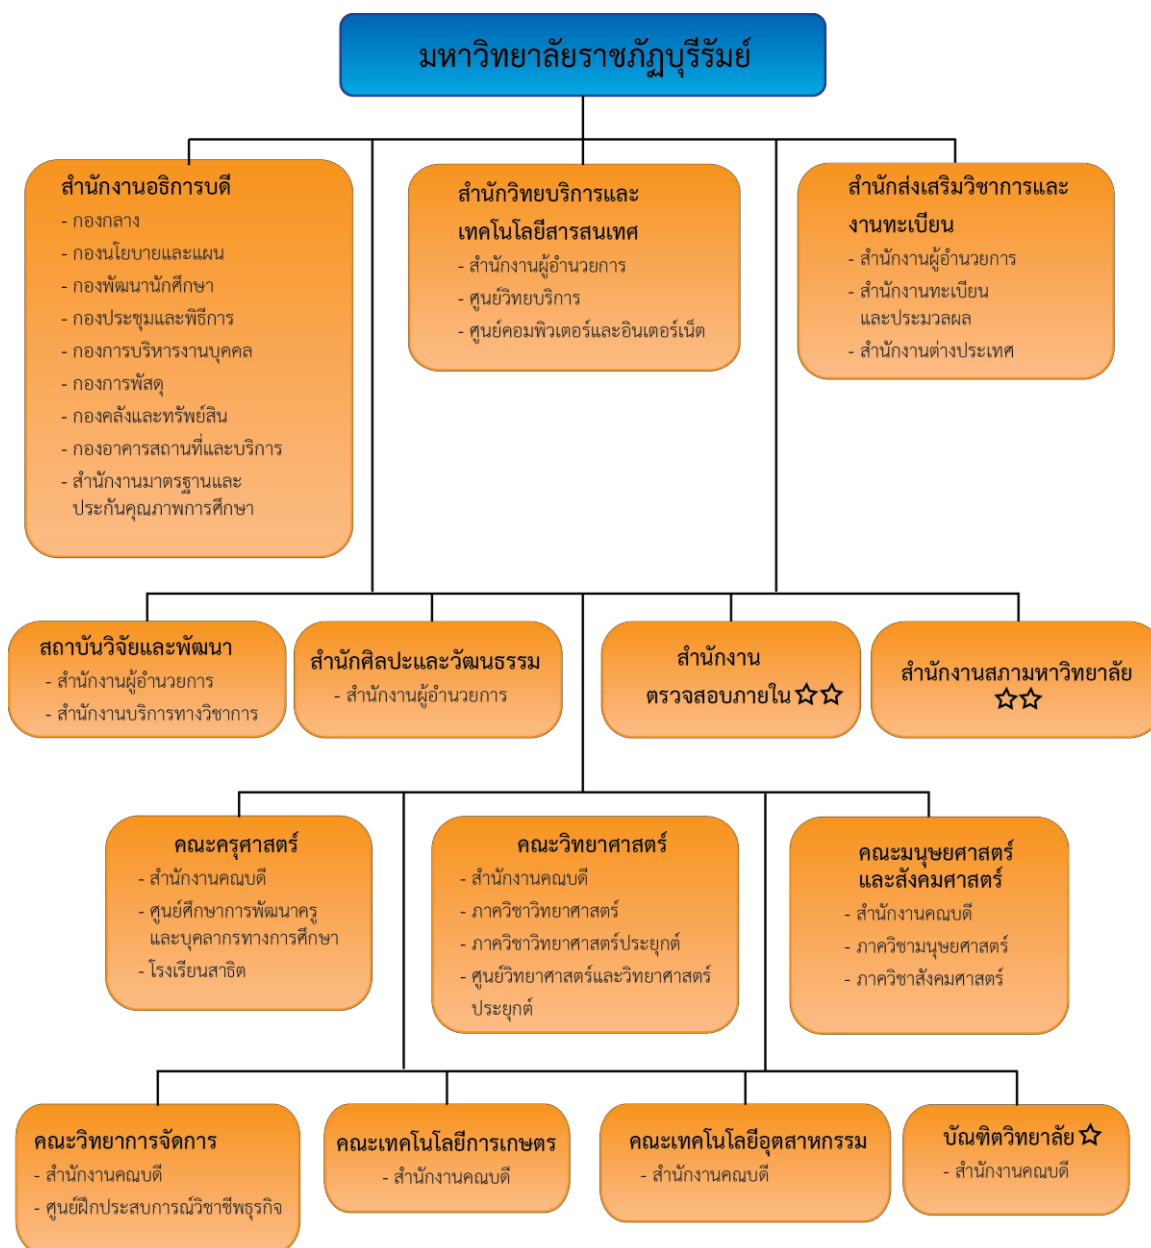 มหาวิทยาลัยราชภัฏบุรีรัมย์
สำนักงานอธิการบดี
- กองกลาง
- กองนโยบายและแผน
- กองพัฒนานักศึกษา
- กองประชุมและพิธีการ
- กองการบริหารงานบุคคล
- กองการพัสดุ
- กองคลังและทรัพย์สิน
- กองอาคารสถานที่และบริการ
- สำนักงานมาตรฐานและ
ประกันคุณภาพการศึกษา
สำนักวิทยบริการและ
เทคโนโลยีสารสนเทศ
- สำนักงานผู้อำนวยการ
- ศูนย์วิทยบริการ
- ศูนย์คอมพิวเตอร์และอินเตอร์เน็ต
สำนักส่งเสริมวิชาการและ
งานทะเบียน
- สำนักงานผู้อำนวยการ
- สำนักงานทะเบียน
และประมวลผล
- สำนักงานต่างประเทศ
สถาบันวิจัยและพัฒนา
- สำนักงานผู้อำนวยการ
- สำนักงานบริการทางวิชาการ
สำนักศิลปะและวัฒนธรรม
- สำนักงานผู้อำนวยการ
สำนักงาน
ตรวจสอบภายใน ☆☆
สำนักงานสภามหาวิทยาลัย
☆☆
คณะครุศาสตร์
- สำนักงานคณบดี
- ศูนย์ศึกษาการพัฒนาครู
และบุคลากรทางการศึกษา
- โรงเรียนสาธิต
คณะวิทยาศาสตร์
- สำนักงานคณบดี
- ภาควิชาวิทยาศาสตร์
- ภาควิชาวิทยาศาสตร์ประยุกต์
- ศูนย์วิทยาศาสตร์และวิทยาศาสตร์
ประยุกต์
คณะมนุษยศาสตร์
และสังคมศาสตร์
- สำนักงานคณบดี
- ภาควิชามนุษยศาสตร์
- ภาควิชาสังคมศาสตร์
คณะวิทยาการจัดการ
- สำนักงานคณบดี
- ศูนย์ฝึกประสบการณ์วิชาชีพธุรกิจ
คณะเทคโนโลยีการเกษตร
- สำนักงานคณบดี
คณะเทคโนโลยีอุตสาหกรรม
- สำนักงานคณบดี
บัณฑิตวิทยาลัย ☆
- สำนักงานคณบดี